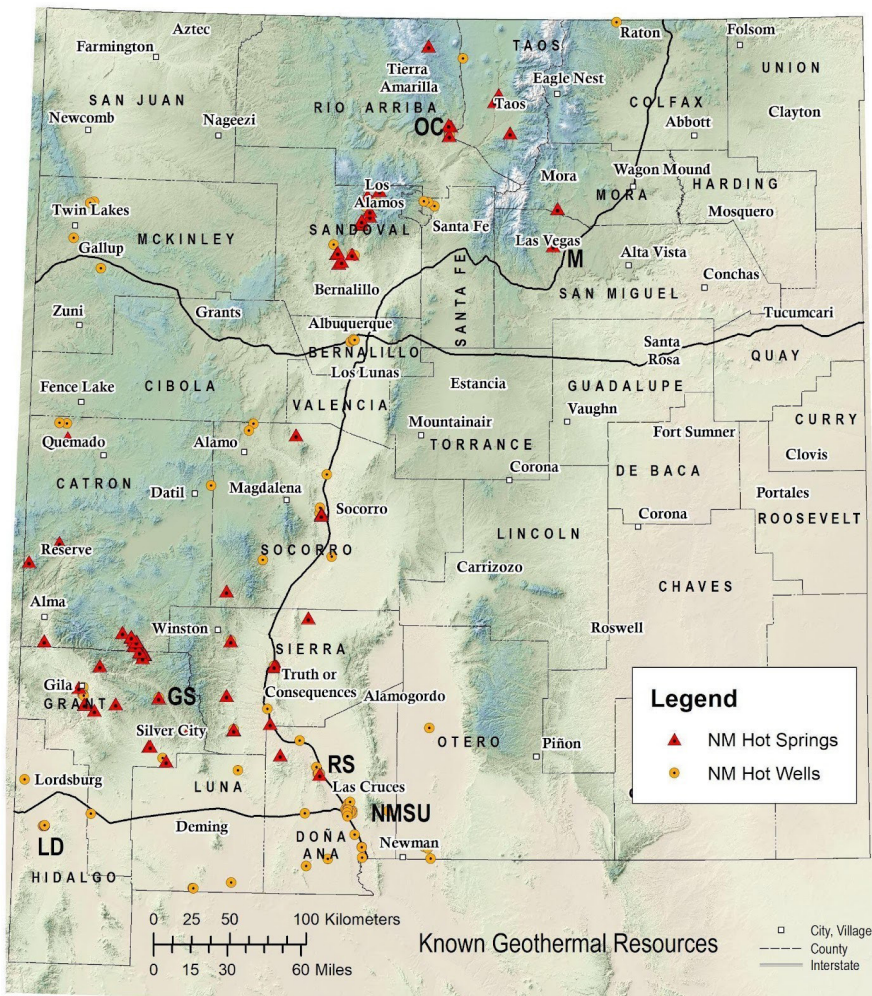 Aztec
Farmington
SAN JUAN
Newcomb
Nageezi
Tierra
Amarilla
RIO ARRIBA
OC
TAOS
Taos
Eagle Nest
Raton
COLFAX
Abbott
Folsom
UNION
Clayton
Los
Alamos
Mora
MORA
Wagon Mound
HARDING
Mosquero
Twin Lakes
Gallup
MCKINLEY
SANDOVAL
Santa Fe
Las Vegas
M
Alta Vista
SAN MIGUEL
Conchas
Bernalillo
SANTA FE
Zuni
Grants
Albuquerque
BERNALILLO
Los Lunas
Tucumcari
Santa
Rosa
QUAY
Fence Lake
CIBOLA
VALENCIA
Estancia
GUADALUPE
Quemado
Alamo
Mountainair
TORRANCE
Vaughn
CURRY
Fort Sumner
Clovis
CATRON
Datil
Magdalena
Socorro
Corona
DE BACA
Portales
ROOSEVELT
Corona
Reserve
SOCORRO
LINCOLN
Carrizozo
CHAVES
Alma
Winston
SIERRA
Roswell
Gila
GRANT
GS
Truth or
Consequences
Alamogordo
Silver City
OTERO
Piñon
Lordsburg
LUNA
RS
Las Cruces
NMSU
Deming
DOÑA
ANA
Newman
LD
HIDALGO
Legend
NM Hot Springs
NM Hot Wells
0 25 50 100 Kilometers
0 15 30 60 Miles
Known Geothermal Resources
City, Village
County
Interstate